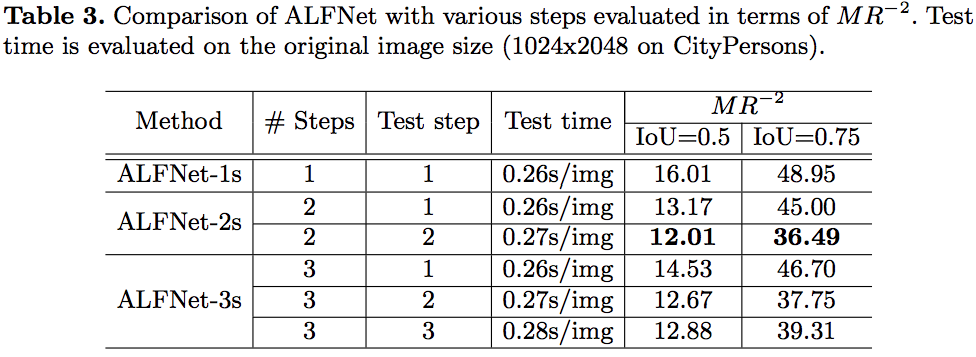 Table 3. Comparison of ALFNet with various steps evaluated in terms of MR⁻². Test
time is evaluated on the original image size (1024x2048 on CityPersons).
Method # Steps Test step Test time MR⁻²
IoU=0.5 IoU=0.75
ALFNet-1s 1 1 0.26s/img 16.01 48.95
ALFNet-2s 2 1 0.26s/img 13.17 45.00
2 2 0.27s/img 12.01 36.49
ALFNet-3s 3 1 0.26s/img 14.53 46.70
3 2 0.27s/img 12.67 37.75
3 3 0.28s/img 12.88 39.31